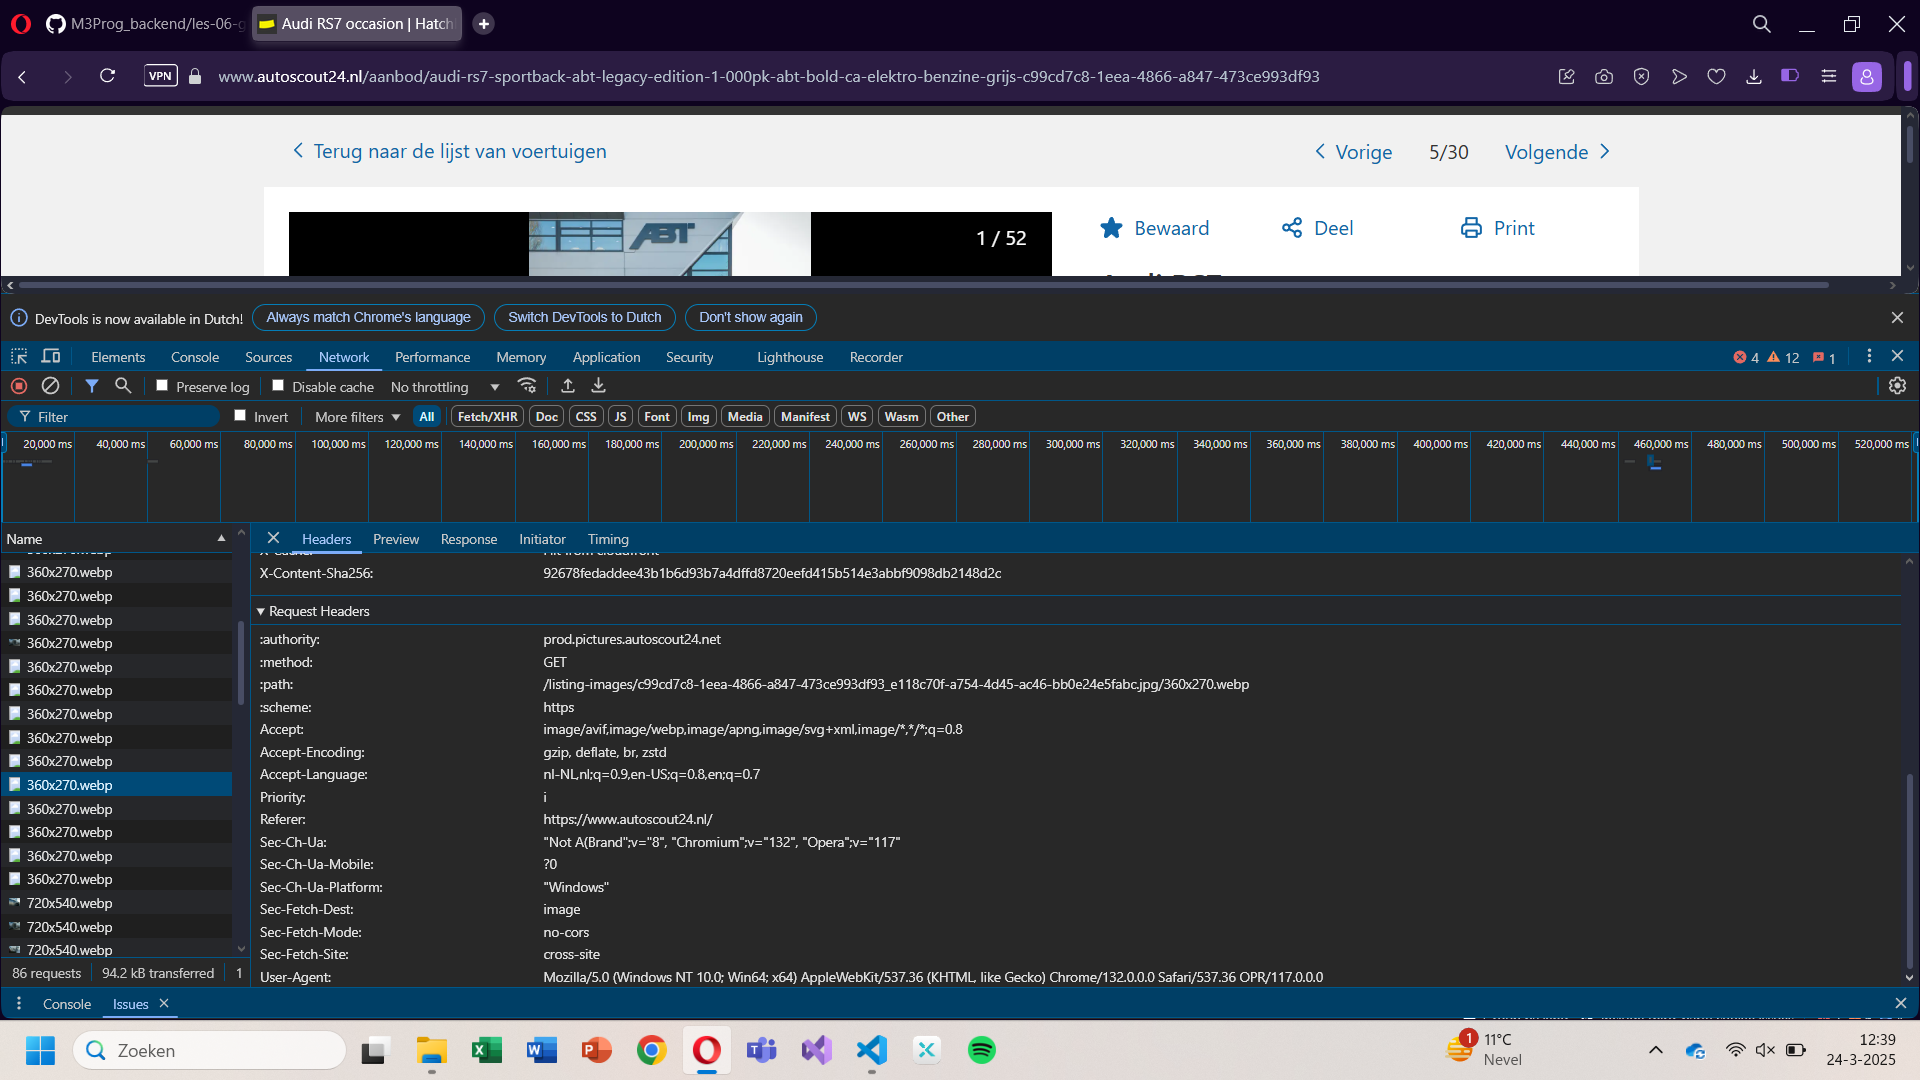 M3Prog_backend/les-06-g
Audi RS7 occasion | Hatch
VPN
www.autoscout24.nl/aanbod/audi-rs7-sportback-abt-legacy-edition-1-000pk-abt-bold-ca-elektro-benzine-grijs-c99cd7c8-1eea-4866-a847-473ce993df93
Terug naar de lijst van voertuigen
Vorige 5/30 Volgende
ABT
1 / 52
Bewaard Deel Print
DevTools is now available in Dutch! Always match Chrome's language Switch DevTools to Dutch Don't show again
Elements Console Sources Network Performance Memory Application Security Lighthouse Recorder 4 12 1
Preserve log Disable cache No throttling
Filter Invert More filters All Fetch/XHR Doc CSS JS Font Img Media Manifest WS Wasm Other
20,000 ms 40,000 ms 60,000 ms 80,000 ms 100,000 ms 120,000 ms 140,000 ms 160,000 ms 180,000 ms 200,000 ms 220,000 ms 240,000 ms 260,000 ms 280,000 ms 300,000 ms 320,000 ms 340,000 ms 360,000 ms 380,000 ms 400,000 ms 420,000 ms 440,000 ms 460,000 ms 480,000 ms 500,000 ms 520,000 ms
Name
360x270.webp
360x270.webp
360x270.webp
360x270.webp
360x270.webp
360x270.webp
360x270.webp
360x270.webp
360x270.webp
360x270.webp
360x270.webp
360x270.webp
360x270.webp
360x270.webp
720x540.webp
720x540.webp
720x540.webp
86 requests 94.2 kB transferred 1
Headers Preview Response Initiator Timing
X-Content-Sha256: 92678fedaddee43b1b6d93b7a4dffd8720eefd415b514e3abbf9098db2148d2c
Request Headers
:authority: prod.pictures.autoscout24.net
:method: GET
:path: /listing-images/c99cd7c8-1eea-4866-a847-473ce993df93_e118c70f-a754-4d45-ac46-bb0e24e5fabc.jpg/360x270.webp
:scheme: https
Accept: image/avif,image/webp,image/apng,image/svg+xml,image/*,*/*;q=0.8
Accept-Encoding: gzip, deflate, br, zstd
Accept-Language: nl-NL,nl;q=0.9,en-US;q=0.8,en;q=0.7
Priority: i
Referer: https://www.autoscout24.nl/
Sec-Ch-Ua: "Not A(Brand";v="8", "Chromium";v="132", "Opera";v="117"
Sec-Ch-Ua-Mobile: ?0
Sec-Ch-Ua-Platform: "Windows"
Sec-Fetch-Dest: image
Sec-Fetch-Mode: no-cors
Sec-Fetch-Site: cross-site
User-Agent: Mozilla/5.0 (Windows NT 10.0; Win64; x64) AppleWebKit/537.36 (KHTML, like Gecko) Chrome/132.0.0.0 Safari/537.36 OPR/117.0.0.0
Console Issues
Zoeken
1
11°C
Nevel
12:39
24-3-2025